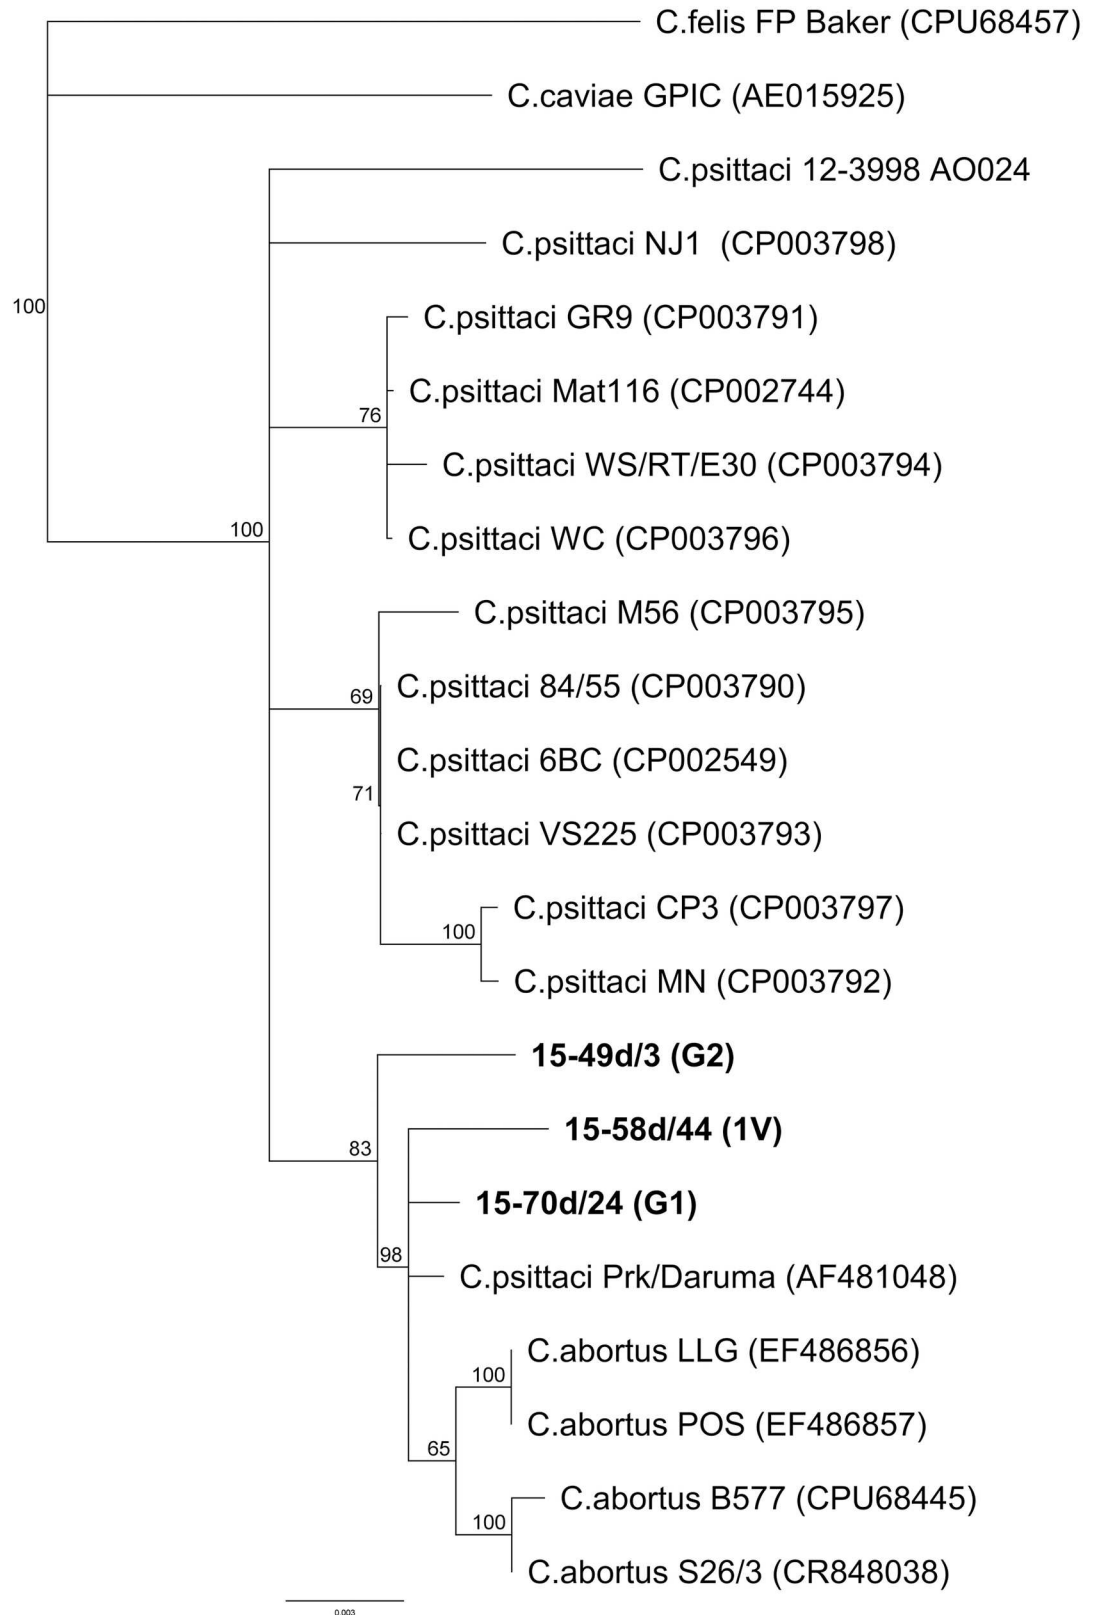 C.felis FP Baker (CPU68457)
C.caviae GPIC (AE015925)
C.psittaci 12-3998 AO024
C.psittaci NJ1 (CP003798)
100
C.psittaci GR9 (CP003791)
C.psittaci Mat116 (CP002744)
76
C.psittaci WS/RT/E30 (CP003794)
100
C.psittaci WC (CP003796)
C.psittaci M56 (CP003795)
69
C.psittaci 84/55 (CP003790)
C.psittaci 6BC (CP002549)
71
C.psittaci VS225 (CP003793)
C.psittaci CP3 (CP003797)
100
C.psittaci MN (CP003792)
15-49d/3 (G2)
15-58d/44 (1V)
83
15-70d/24 (G1)
98
C.psittaci Prk/Daruma (AF481048)
C.abortus LLG (EF486856)
100
C.abortus POS (EF486857)
65
C.abortus B577 (CPU68445)
100
C.abortus S26/3 (CR848038)
0.003